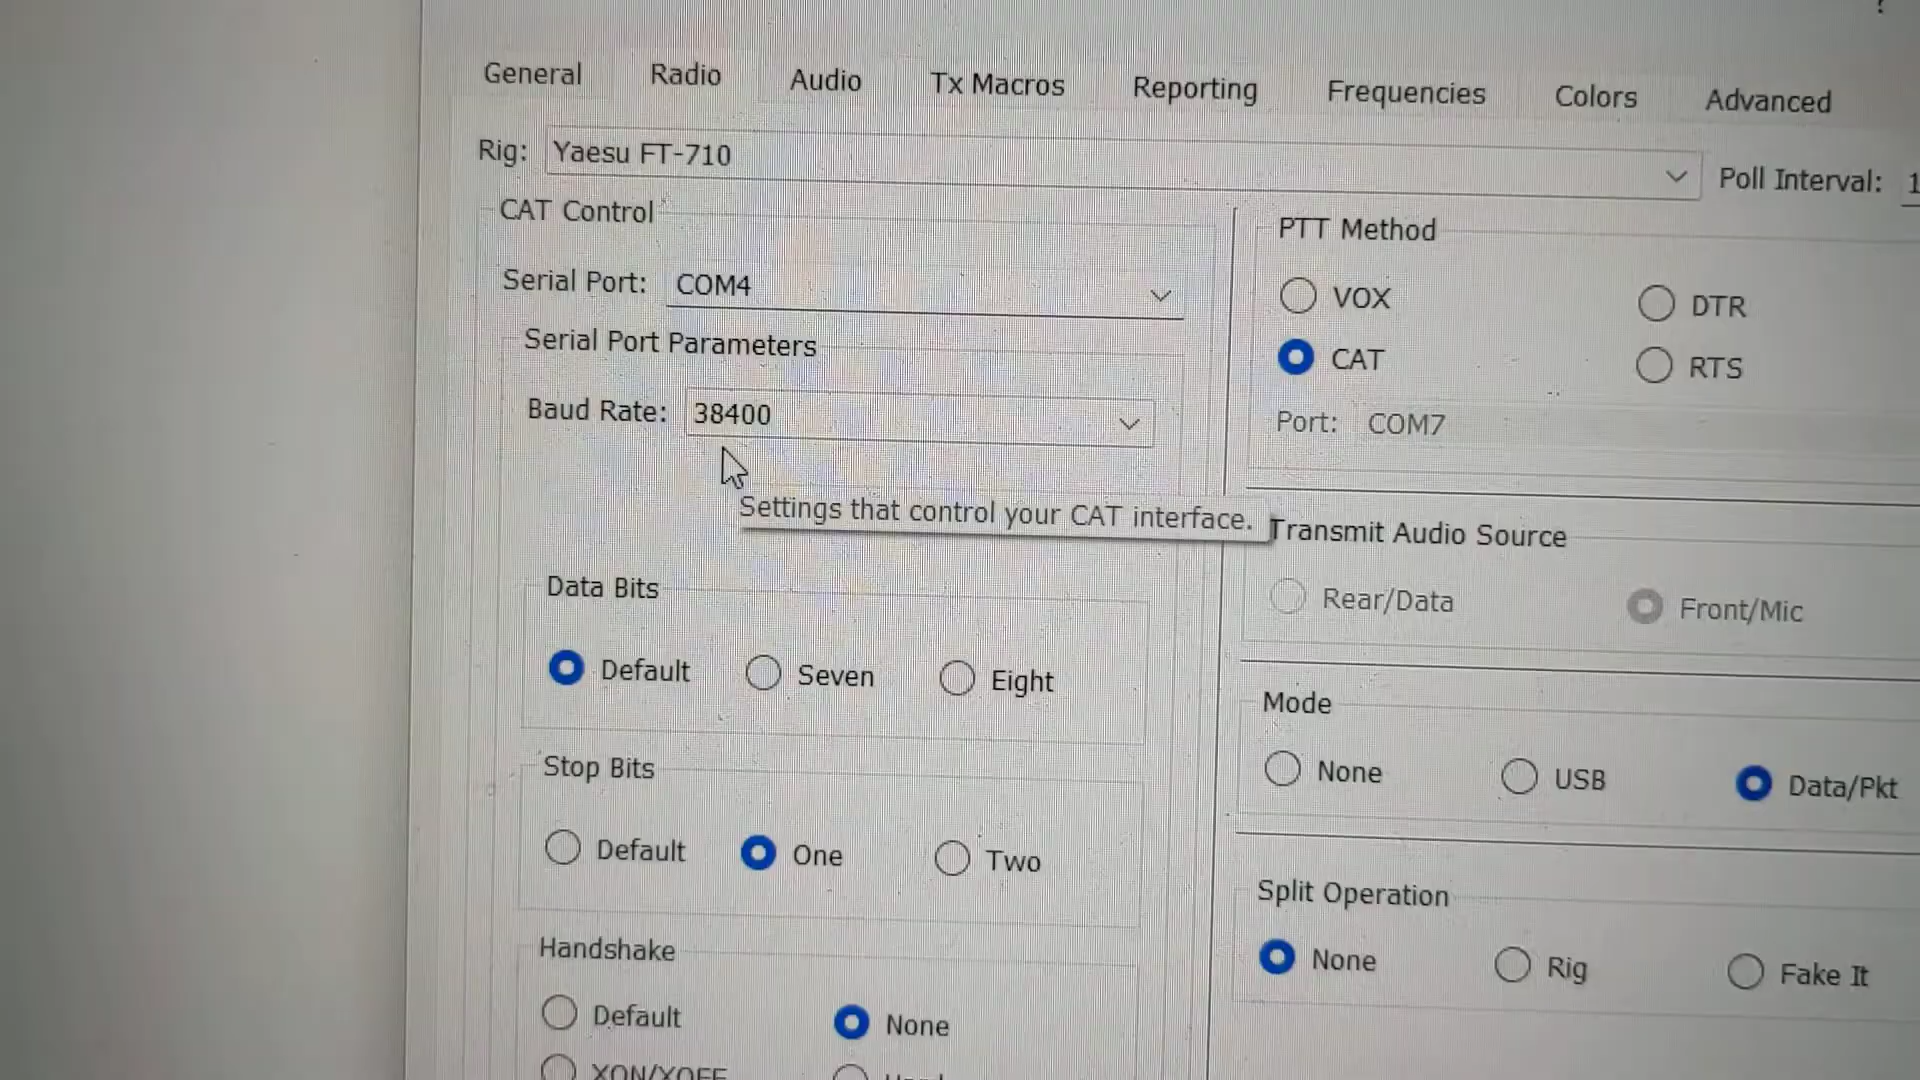 General Radio Audio Tx Macros Reporting Frequencies Colors Advanced
Rig: Yaesu FT-710 Poll Interval: 1
CAT Control
Serial Port: COM4
Serial Port Parameters
Baud Rate: 38400
Settings that control your CAT interface.
Data Bits
Default Seven Eight
Stop Bits
Default One Two
Handshake
Default None
XON/XOFF
PTT Method
VOX DTR
CAT RTS
Port: COM7
Transmit Audio Source
Rear/Data Front/Mic
Mode
None USB Data/Pkt
Split Operation
None Rig Fake It